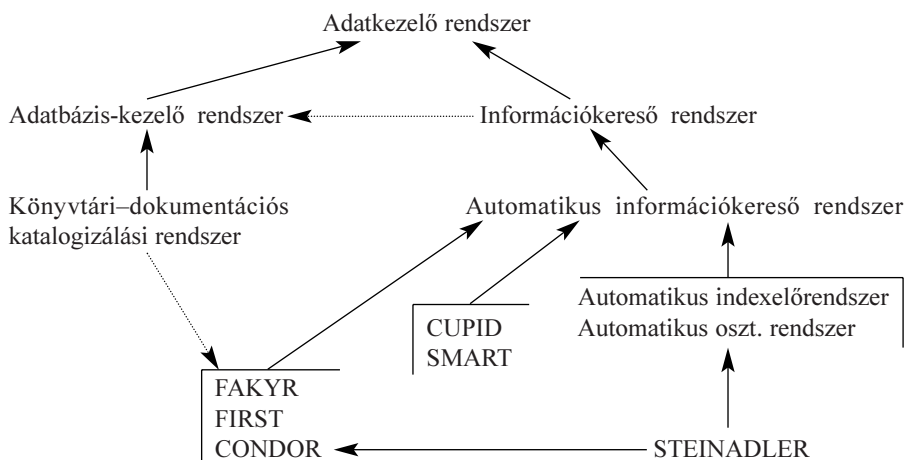 Adatkezelő rendszer
Adatbázis-kezelő rendszer
Információkereső rendszer
Könyvtári–dokumentációs
katalogizálási rendszer
Automatikus információkereső rendszer
Automatikus indexelőrendszer
Automatikus oszt. rendszer
CUPID
SMART
FAKYR
FIRST
CONDOR
STEINADLER